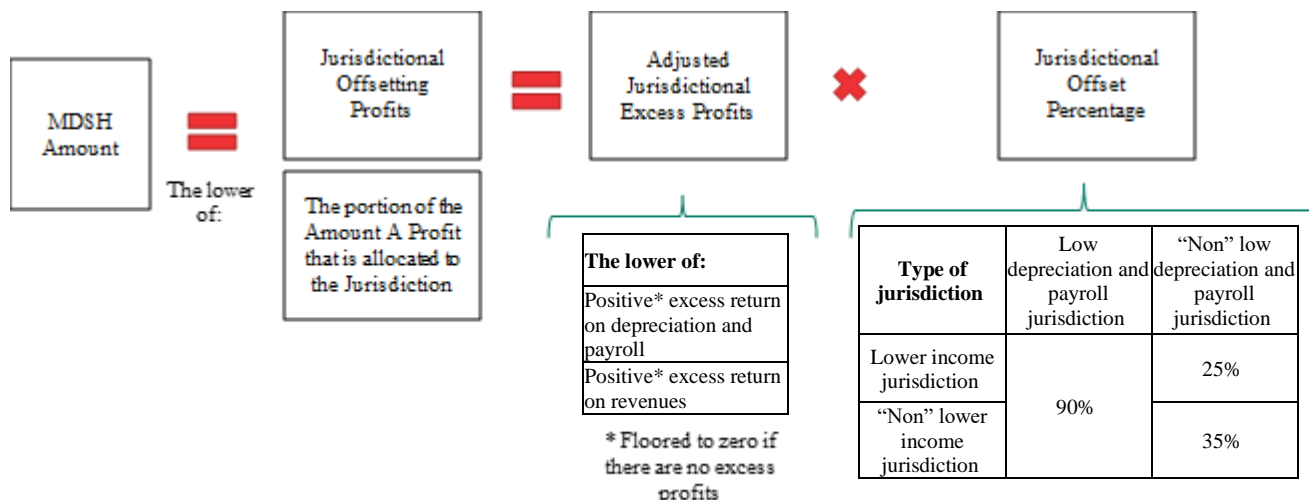 MDSH
Amount
The lower
of:
Jurisdictional
Offsetting
Profits
The portion of the
Amount A Profit
that is allocated to
the Jurisdiction
Adjusted
Jurisdictional
Excess Profits
Jurisdictional
Offset
Percentage
The lower of:
Positive* excess return
on depreciation and
payroll
Positive* excess return
on revenues
* Floored to zero if
there are no excess
profits
Type of
jurisdiction
Low
depreciation and
payroll
jurisdiction
“Non” low
depreciation and
payroll
jurisdiction
Lower income
jurisdiction
90%
25%
“Non” lower
income
jurisdiction
35%